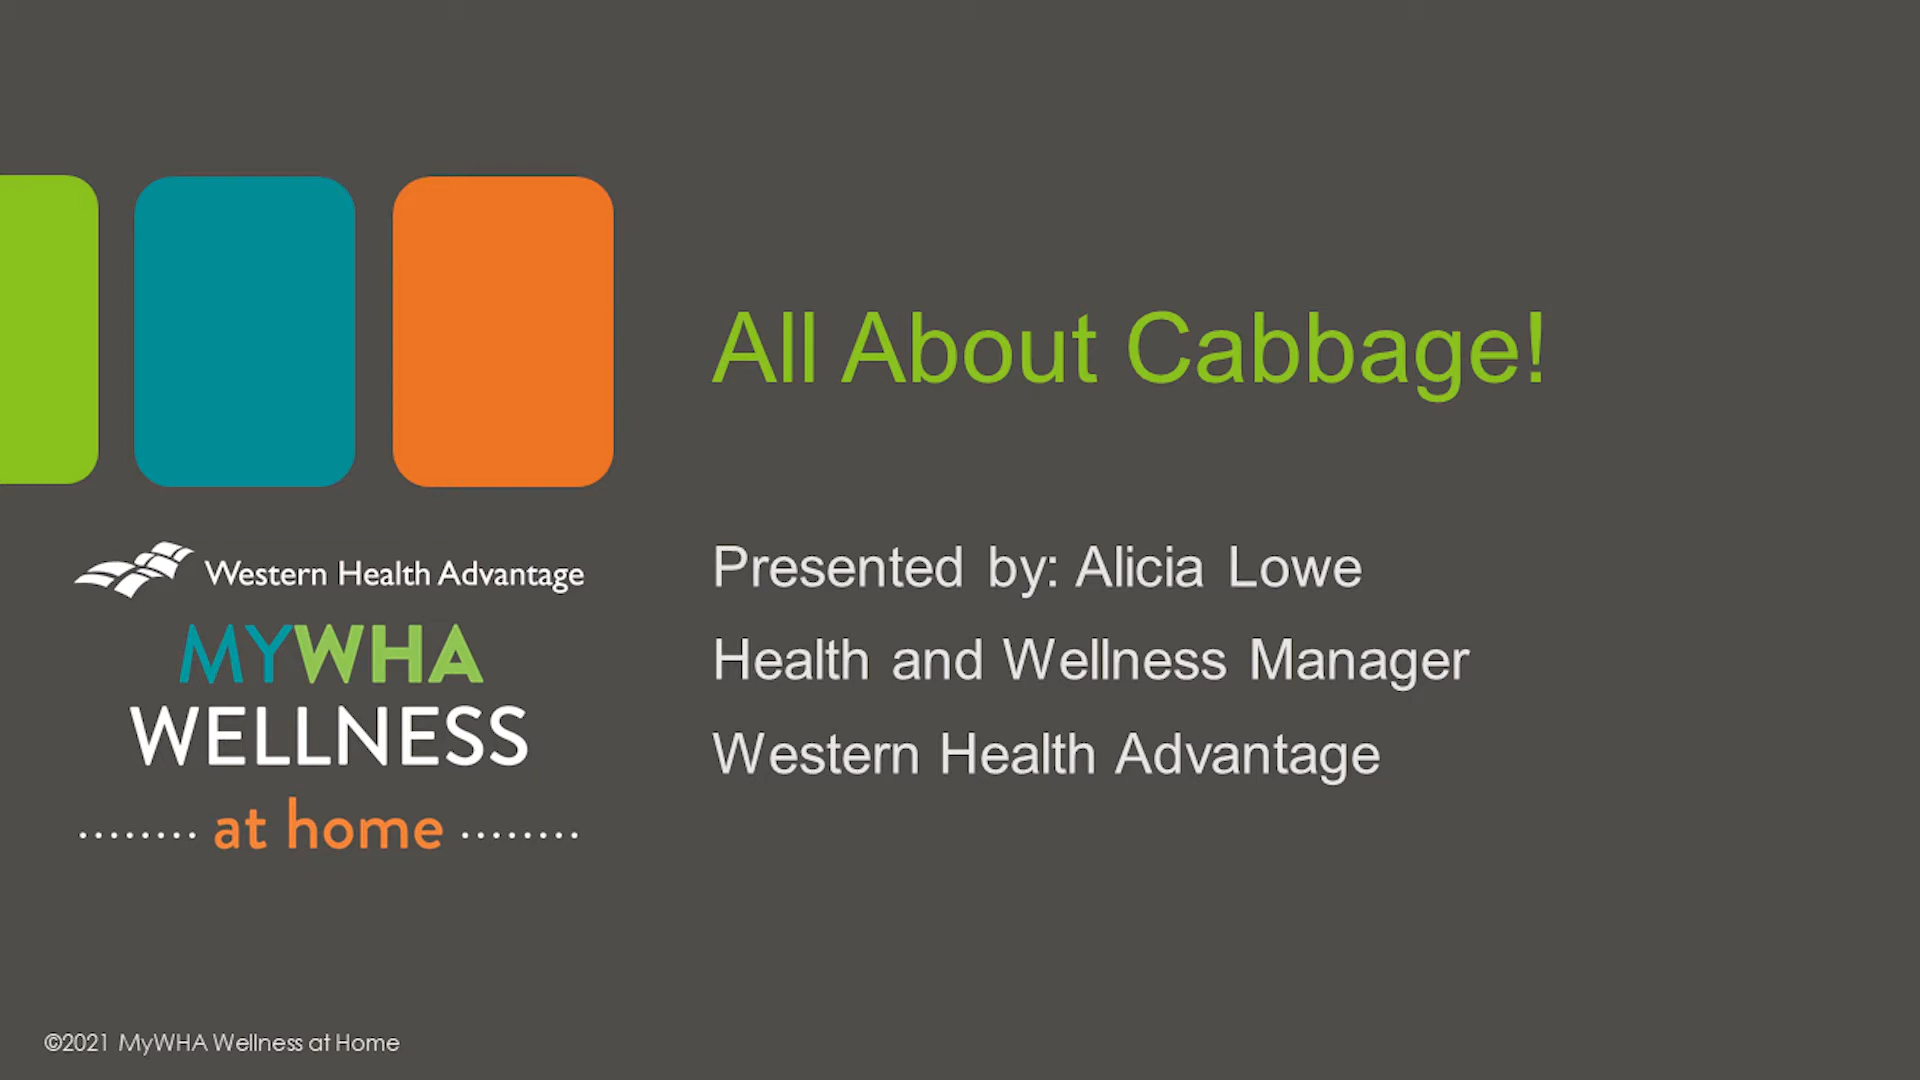 All About Cabbage!
Presented by: Alicia Lowe
Health and Wellness Manager
Western Health Advantage
Western Health Advantage
MYWHA
WELLNESS
........ at home ........
©2021 MyWHA Wellness at Home